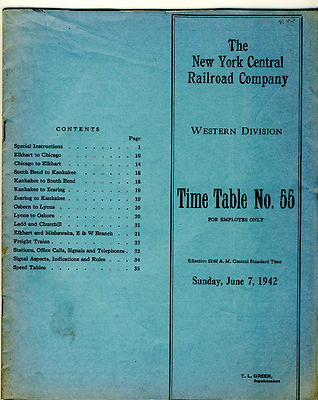 The
New York Central
Railroad Company
WESTERN DIVISION
Time Table No. 55
FOR EMPLOYES ONLY
Effective 12:01 A. M. Central Standard Time
Sunday, June 7, 1942
T. L. GREEN,
Superintendent
CONTENTS
Page
Special Instructions 1
Elkhart to Chicago 10
Chicago to Elkhart 14
South Bend to Kankakee 18
Kankakee to South Bend 18
Kankakee to Zearing 19
Zearing to Kankakee 19
Osborn to Lyons 20
Lyons to Osborn 20
Ladd and Churchill 21
Elkhart and Mishawaka, E & W Branch 21
Freight Trains 22
Stations, Office Calls, Signals and Telephones 23
Signal Aspects, Indications and Rules 24
Speed Tables 35